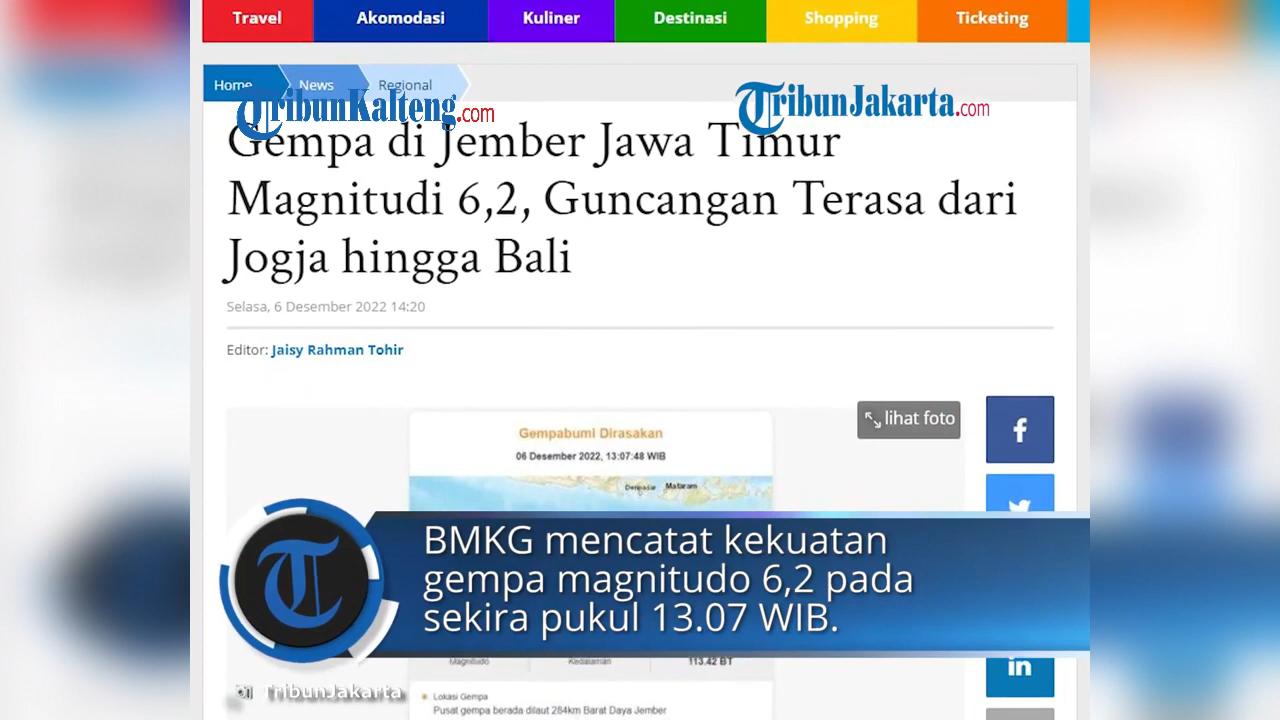 Travel
Akomodasi
Kuliner
Destinasi
Shopping
Ticketing
Home
News
Regional
TribunKalteng.com
TribunJakarta.com
Gempa di Jember Jawa Timur
Magnitudi 6,2, Guncangan Terasa dari
Jogja hingga Bali
Selasa, 6 Desember 2022 14:20
Editor: Jaisy Rahman Tohir
lihat foto
f
Gempabumi Dirasakan
06 Desember 2022, 13:07:48 WIB
Denpasar
Mataram
T
BMKG mencatat kekuatan
gempa magnitudo 6,2 pada
sekira pukul 13.07 WIB.
Magnitudo
Kedalaman
113.42 BT
in
TribunJakarta
Lokasi Gempa
Pusat gempa berada dilaut 284km Barat Daya Jember